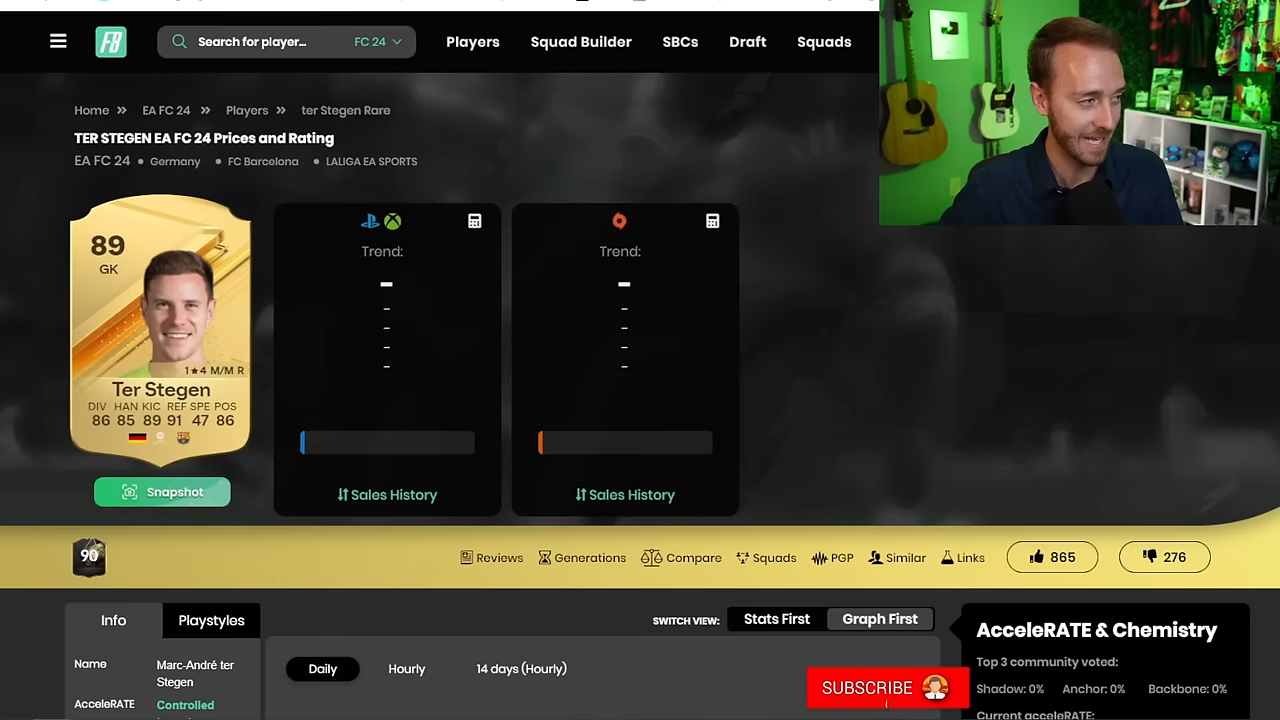 FB
Search for player...
FC 24
Players
Squad Builder
SBCs
Draft
Squads
Home » EA FC 24 » Players » ter Stegen Rare
TER STEGEN EA FC 24 Prices and Rating
EA FC 24 • Germany • FC Barcelona • LALIGA EA SPORTS
89
GK
1★4 M/M R
Ter Stegen
DIV HAN KIC REF SPE POS
86 85 89 91 47 86
Snapshot
Trend:
Sales History
Trend:
Sales History
90
Reviews
Generations
Compare
Squads
PGP
Similar
Links
865
276
Info
Playstyles
Name
Marc-André ter
Stegen
AcceleRATE
Controlled
SWITCH VIEW:
Stats First
Graph First
Daily
Hourly
14 days (Hourly)
AcceleRATE & Chemistry
Top 3 community voted:
Shadow: 0% Anchor: 0% Backbone: 0%
Current acceleRATE:
SUBSCRIBE